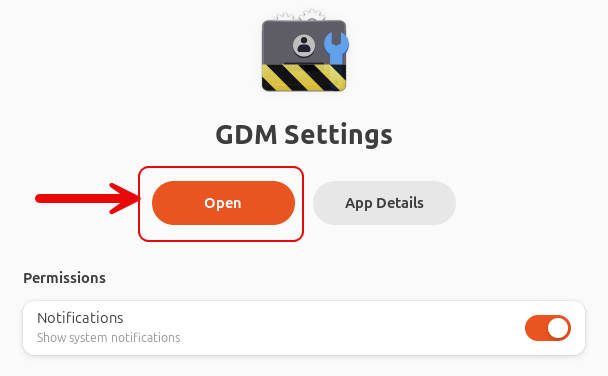 GDM Settings
Open
App Details
Permissions
Notifications
Show system notifications